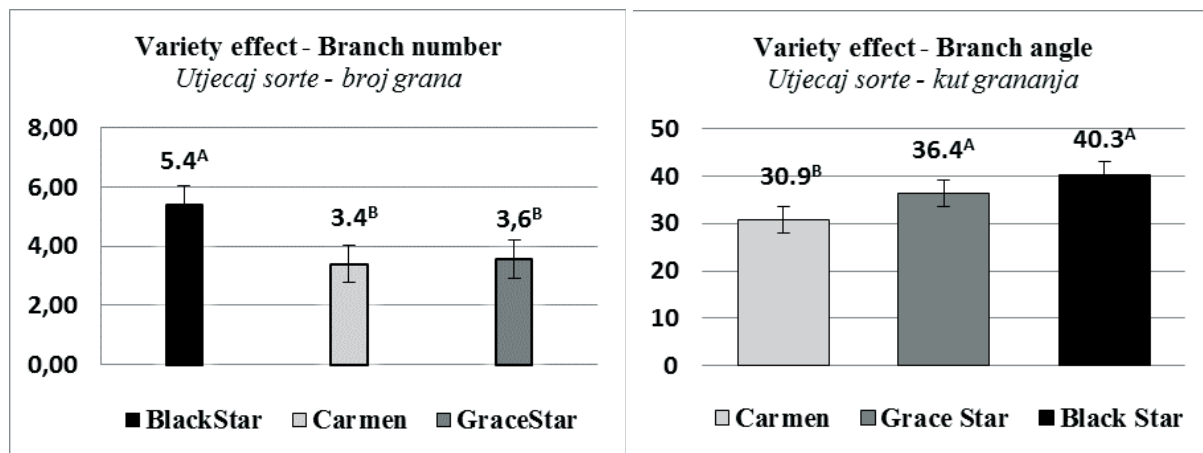 Variety effect - Branch number
Utjecaj sorte - broj grana
8,00
6,00
4,00
2,00
0,00
5.4ᴬ
3.4ᴮ
3,6ᴮ
BlackStar Carmen GraceStar
Variety effect - Branch angle
Utjecaj sorte - kut grananja
50
40
30
20
10
0
30.9ᴮ
36.4ᴬ
40.3ᴬ
Carmen Grace Star Black Star